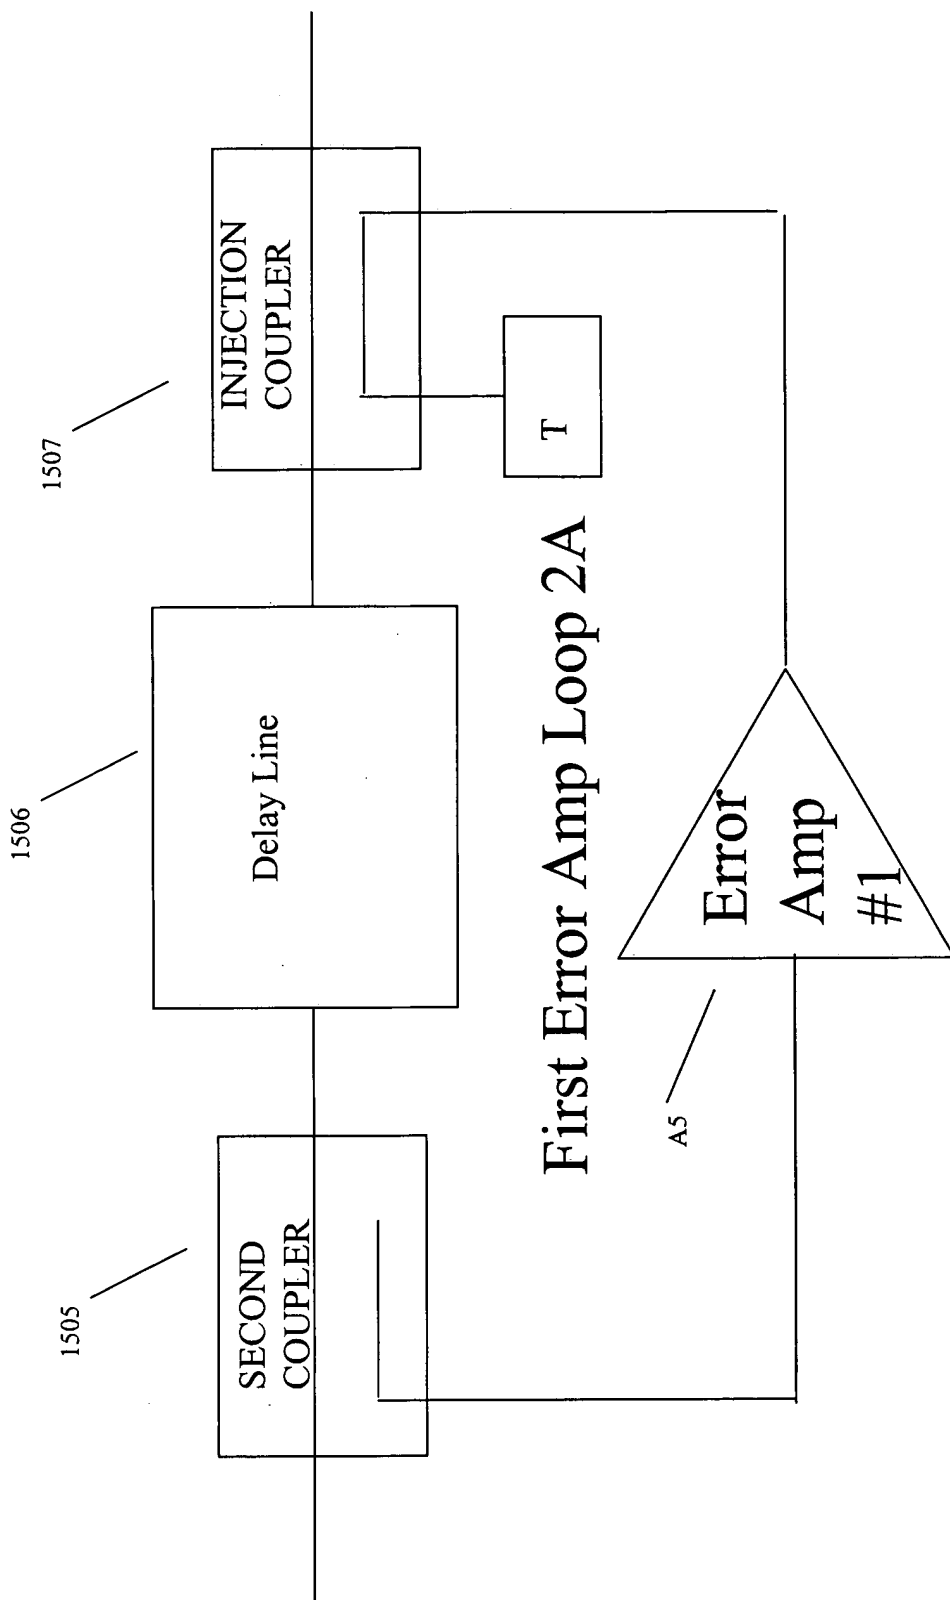 1505
1506
1507
SECOND
COUPLER
Delay Line
INJECTION
COUPLER
T
First Error Amp Loop 2A
A5
Error
Amp
#1